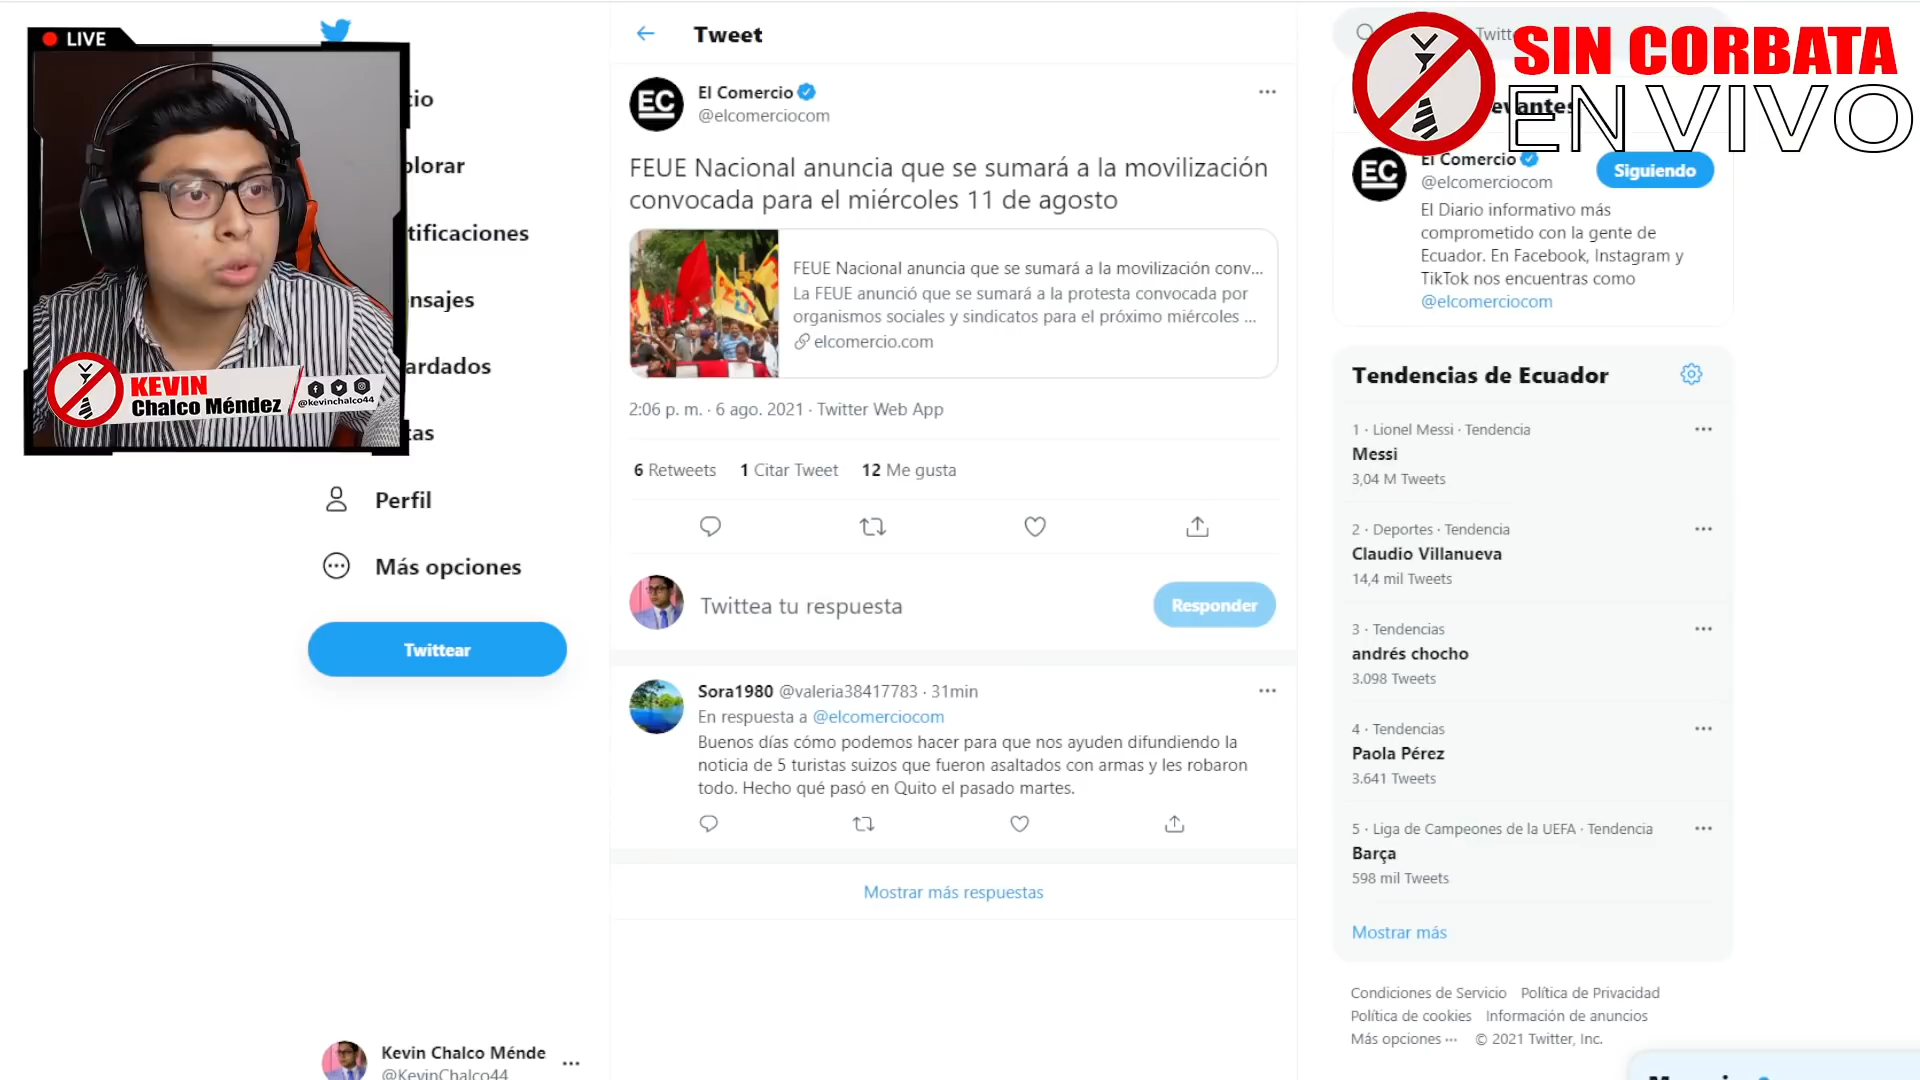 LIVE
KEVIN
Chalco Méndez
@kevinchalco44
cio
plorar
tificaciones
ensajes
ardados
tas
Perfil
Más opciones
Twittear
Kevin Chalco Ménde
@KevinChalco44
Tweet
EC
El Comercio
@elcomerciocom
FEUE Nacional anuncia que se sumará a la movilización
convocada para el miércoles 11 de agosto
FEUE Nacional anuncia que se sumará a la movilización conv...
La FEUE anunció que se sumará a la protesta convocada por
organismos sociales y sindicatos para el próximo miércoles ...
elcomercio.com
2:06 p. m. · 6 ago. 2021 · Twitter Web App
6 Retweets 1 Citar Tweet 12 Me gusta
Twittea tu respuesta
Responder
Sora1980 @valeria38417783 · 31min
En respuesta a @elcomerciocom
Buenos días cómo podemos hacer para que nos ayuden difundiendo la
noticia de 5 turistas suizos que fueron asaltados con armas y les robaron
todo. Hecho qué pasó en Quito el pasado martes.
Mostrar más respuestas
Twitt
SIN CORBATA
EN VIVO
evantes
EC
El Comercio
@elcomerciocom
Siguiendo
El Diario informativo más
comprometido con la gente de
Ecuador. En Facebook, Instagram y
TikTok nos encuentras como
@elcomerciocom
Tendencias de Ecuador
1 · Lionel Messi · Tendencia
Messi
3,04 M Tweets
2 · Deportes · Tendencia
Claudio Villanueva
14,4 mil Tweets
3 · Tendencias
andrés chocho
3.098 Tweets
4 · Tendencias
Paola Pérez
3.641 Tweets
5 · Liga de Campeones de la UEFA · Tendencia
Barça
598 mil Tweets
Mostrar más
Condiciones de Servicio Política de Privacidad
Política de cookies Información de anuncios
Más opciones ··· © 2021 Twitter, Inc.